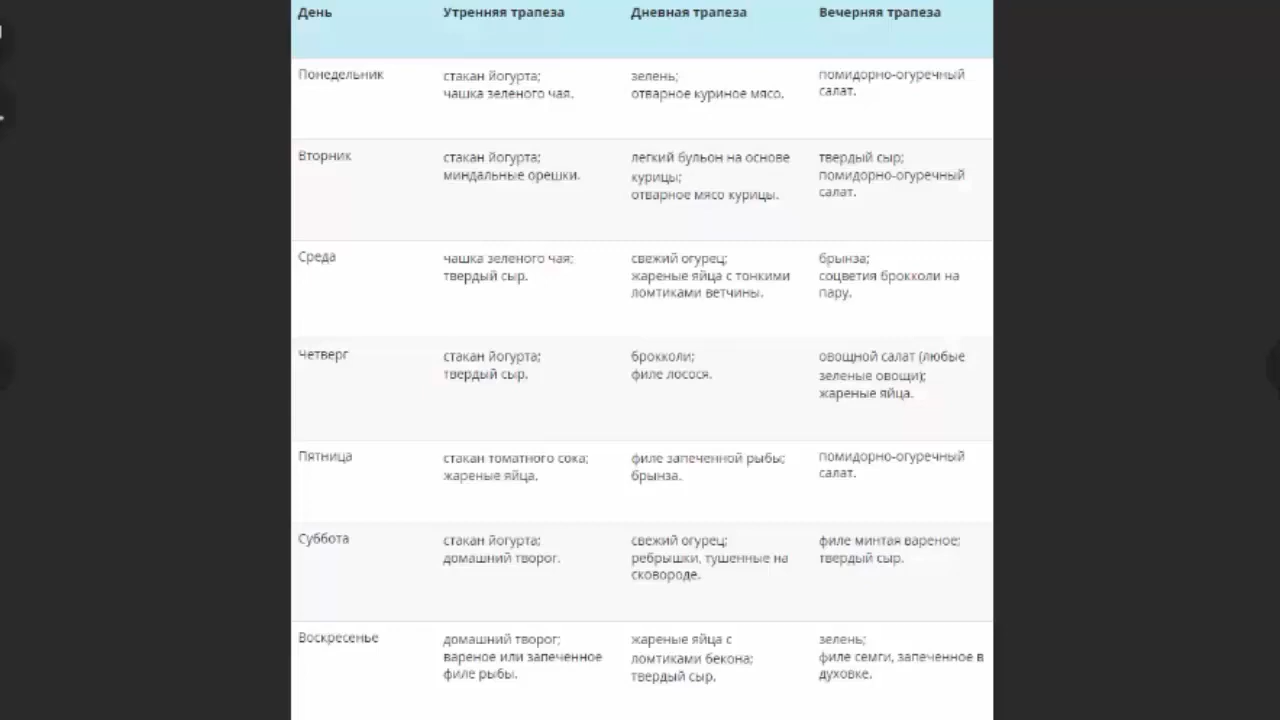 День Утренняя трапеза Дневная трапеза Вечерняя трапеза
Понедельник
стакан йогурта;
чашка зеленого чая.
зелень;
отварное куриное мясо.
помидорно-огуречный
салат.
Вторник
стакан йогурта;
миндальные орешки.
легкий бульон на основе
курицы;
отварное мясо курицы.
твердый сыр;
помидорно-огуречный
салат.
Среда
чашка зеленого чая;
твердый сыр.
свежий огурец;
жареные яйца с тонкими
ломтиками ветчины.
брынза;
соцветия брокколи на
пару.
Четверг
стакан йогурта;
твердый сыр.
брокколи;
филе лосося.
овощной салат (любые
зеленые овощи);
жареные яйца.
Пятница
стакан томатного сока;
жареные яйца.
филе запеченной рыбы;
брынза.
помидорно-огуречный
салат.
Суббота
стакан йогурта;
домашний творог.
свежий огурец;
ребрышки, тушенные на
сковороде.
филе минтая вареное;
твердый сыр.
Воскресенье
домашний творог;
вареное или запеченное
филе рыбы.
жареные яйца с
ломтиками бекона;
твердый сыр.
зелень;
филе семги, запеченное в
духовке.